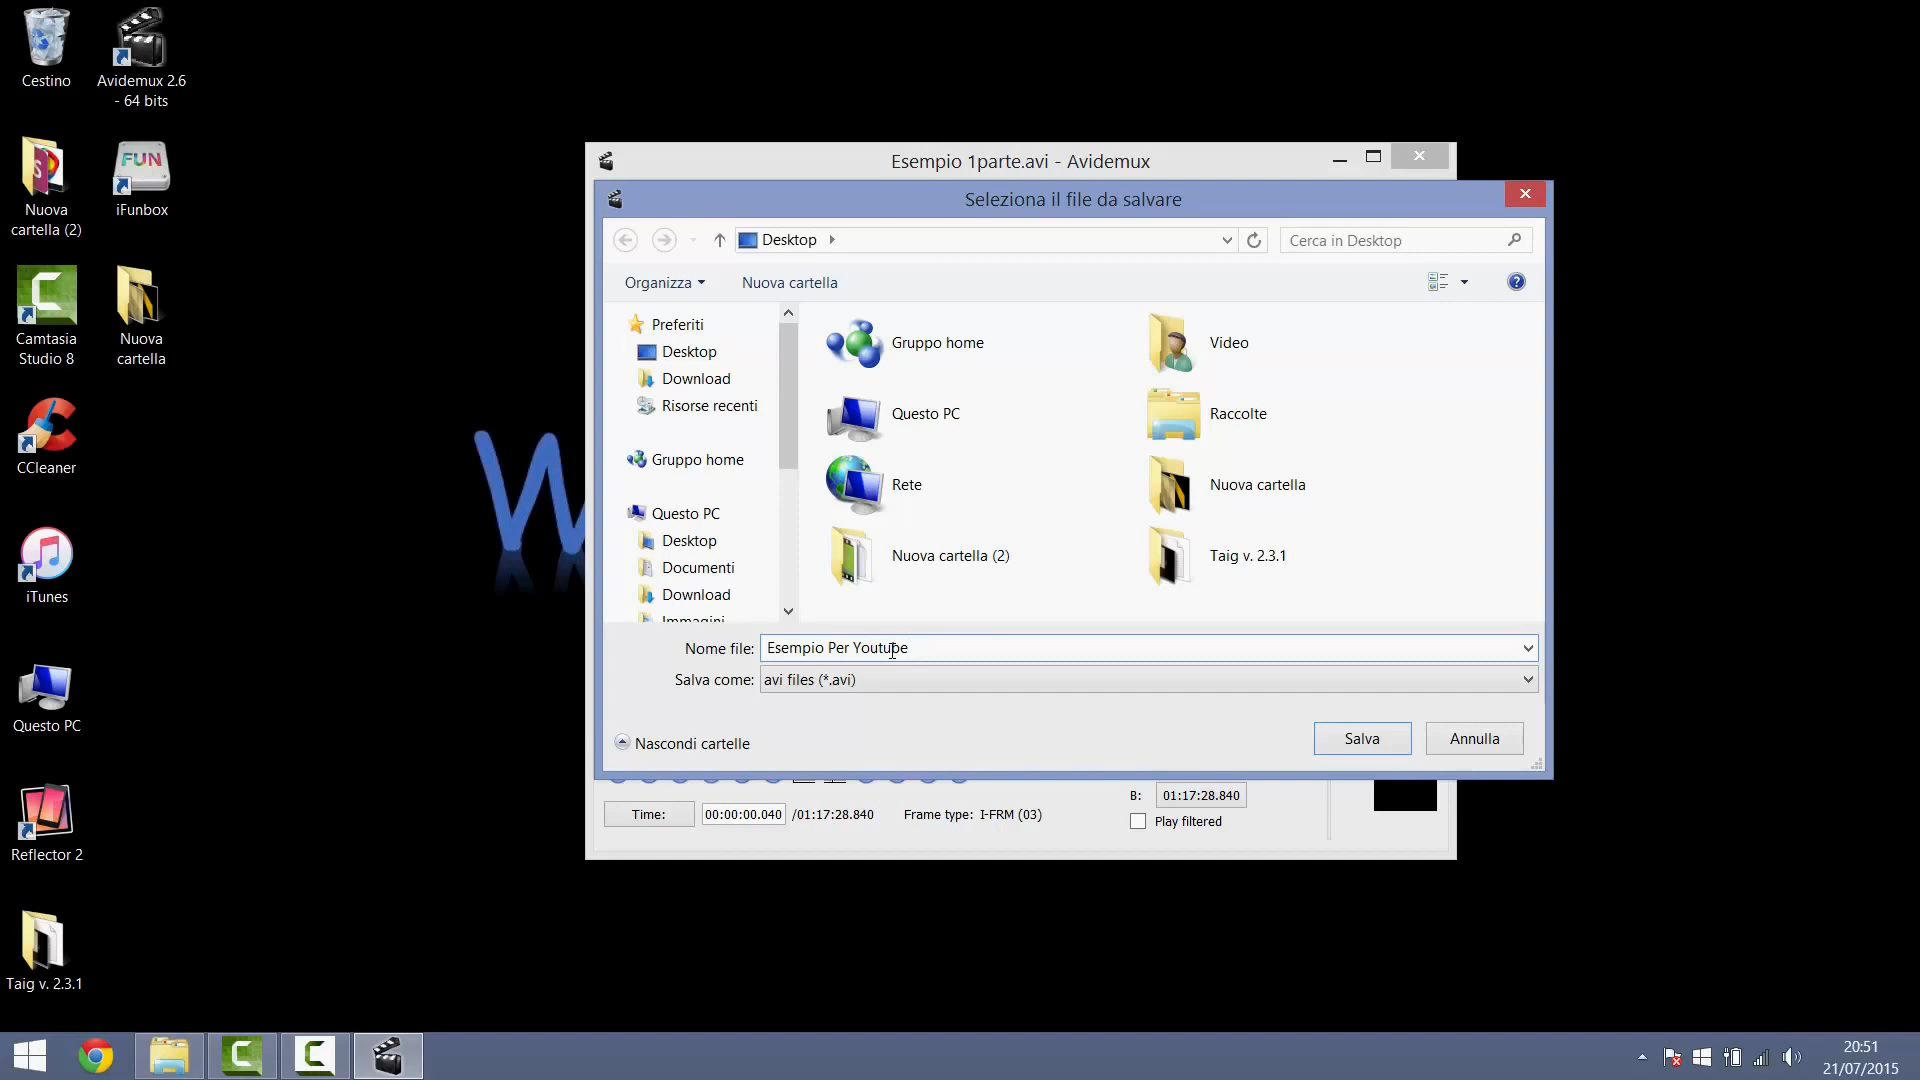 Cestino
Avidemux 2.6
- 64 bits
Nuova
cartella (2)
FUN
iFunbox
Camtasia
Studio 8
Nuova
cartella
CCleaner
iTunes
Questo PC
Reflector 2
Taig v. 2.3.1
W
Esempio 1parte.avi - Avidemux
Seleziona il file da salvare
Desktop
Cerca in Desktop
Organizza
Nuova cartella
Preferiti
Desktop
Download
Risorse recenti
Gruppo home
Questo PC
Desktop
Documenti
Download
Immagini
Gruppo home
Video
Questo PC
Raccolte
Rete
Nuova cartella
Nuova cartella (2)
Taig v. 2.3.1
Nome file: Esempio Per Youtube
Salva come: avi files (*.avi)
Nascondi cartelle
Salva
Annulla
Time: 00:00:00.040 /01:17:28.840 Frame type: I-FRM (03)
B: 01:17:28.840
Play filtered
20:51
21/07/2015